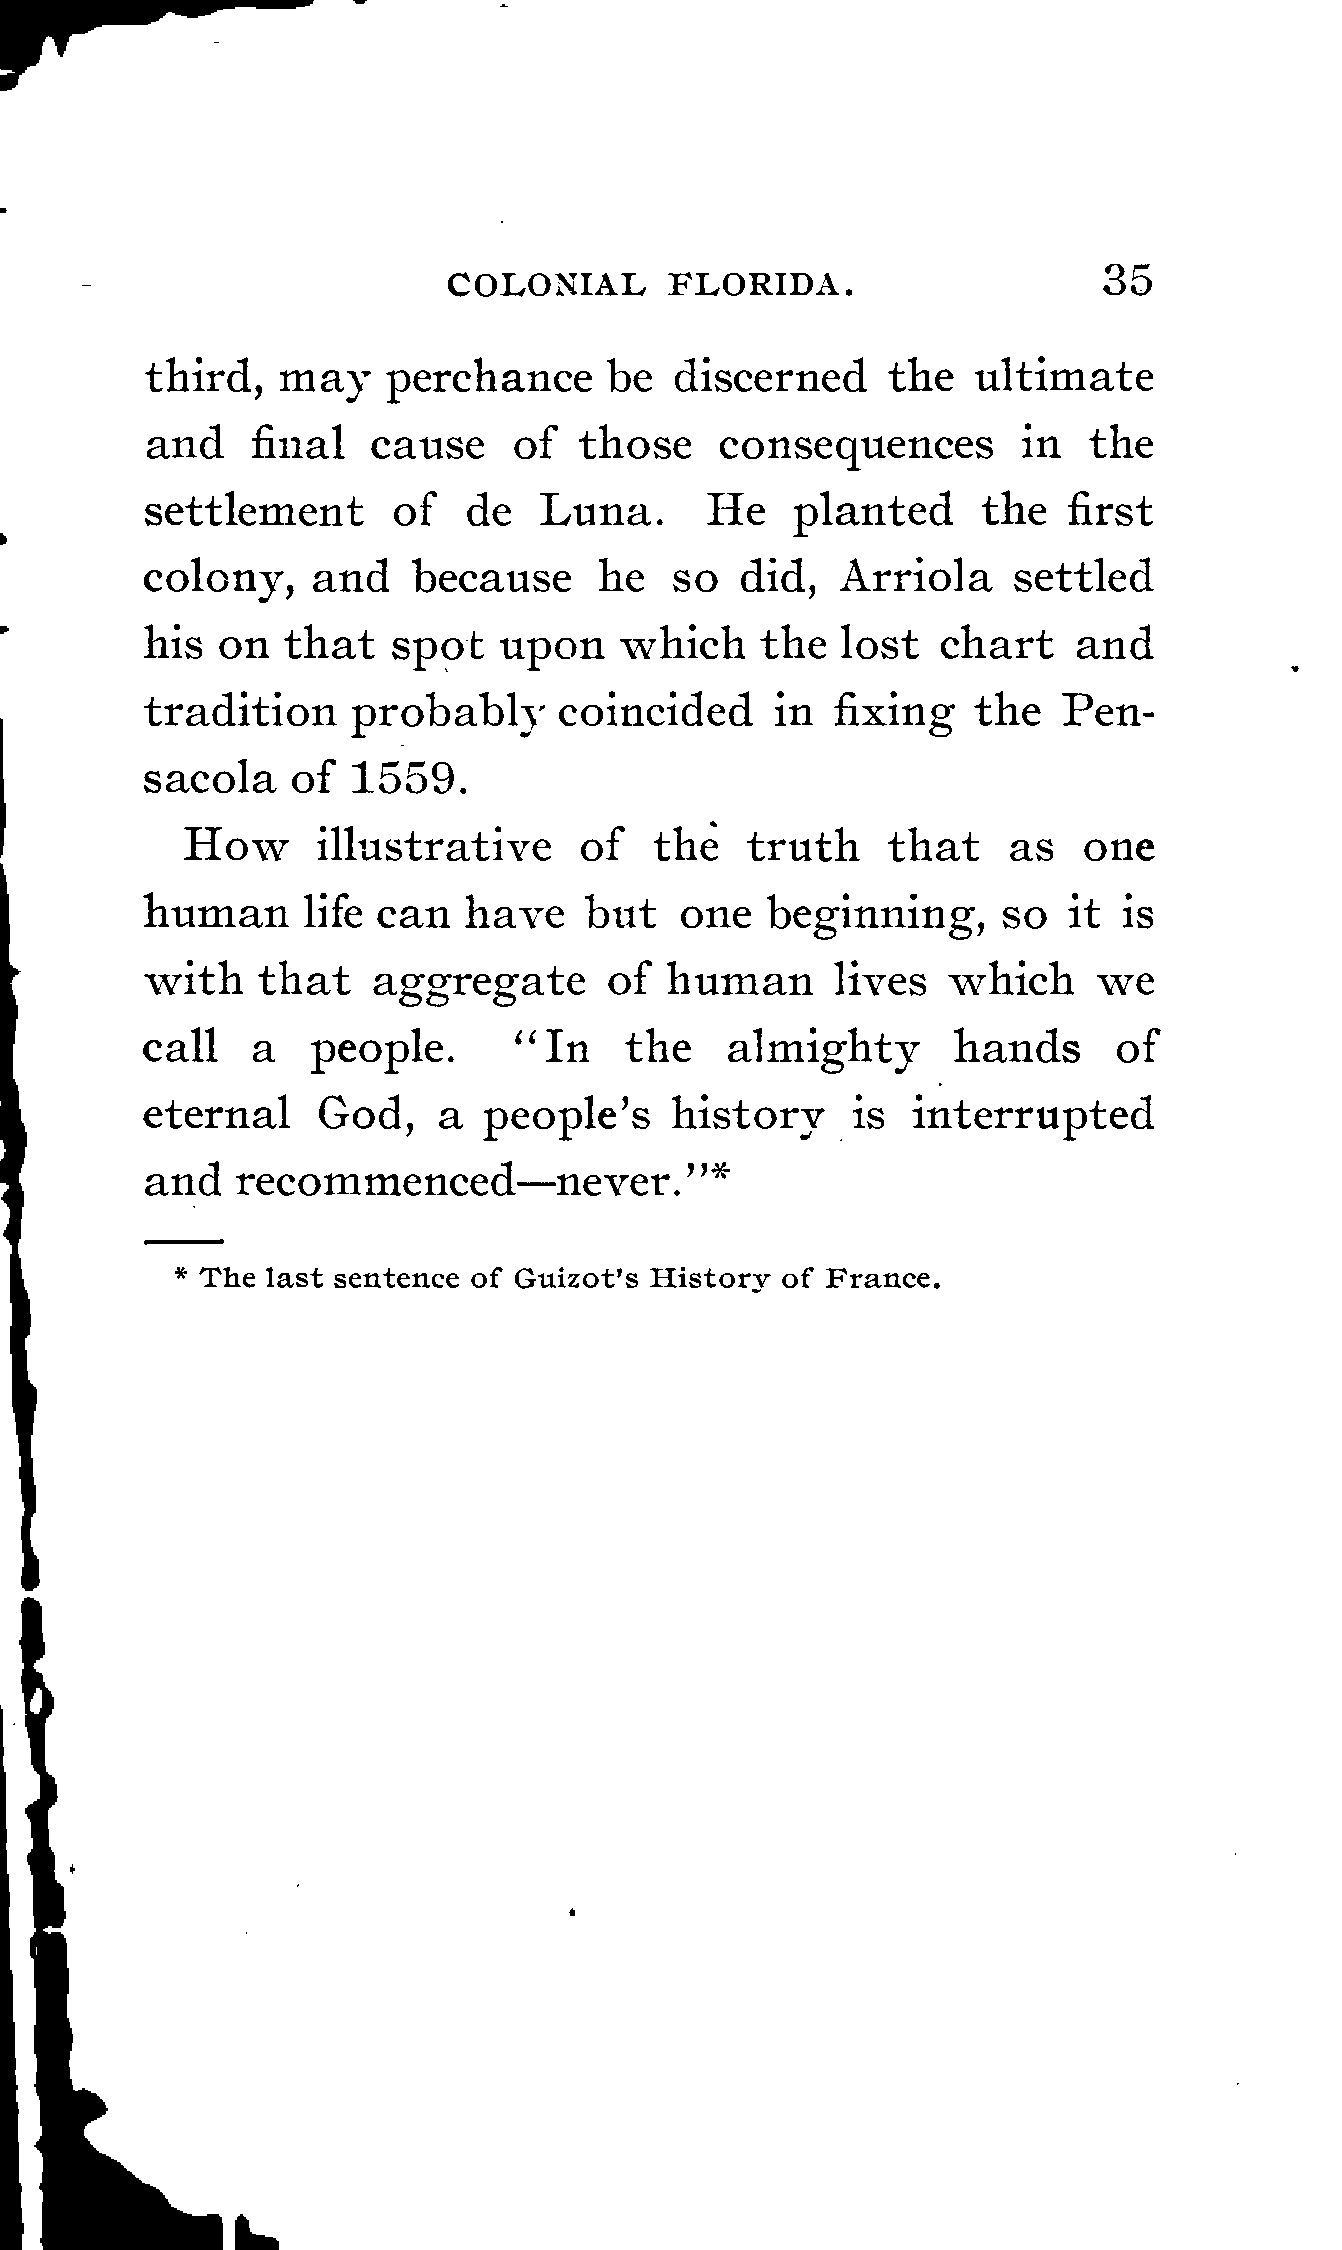 COLONIAL FLORIDA. 35
third, may perchance be discerned the ultimate
and final cause of those consequences in the
settlement of de Luna. He planted the first
colony, and because he so did, Arriola settled
his on that spot upon which the lost chart and
tradition probably coincided in fixing the Pen-
sacola of 1559.
How illustrative of the truth that as one
human life can have but one beginning, so it is
with that aggregate of human lives which we
call a people. "In the almighty hands of
eternal God, a people's history is interrupted
and recommenced—never."*
* The last sentence of Guizot's History of France.